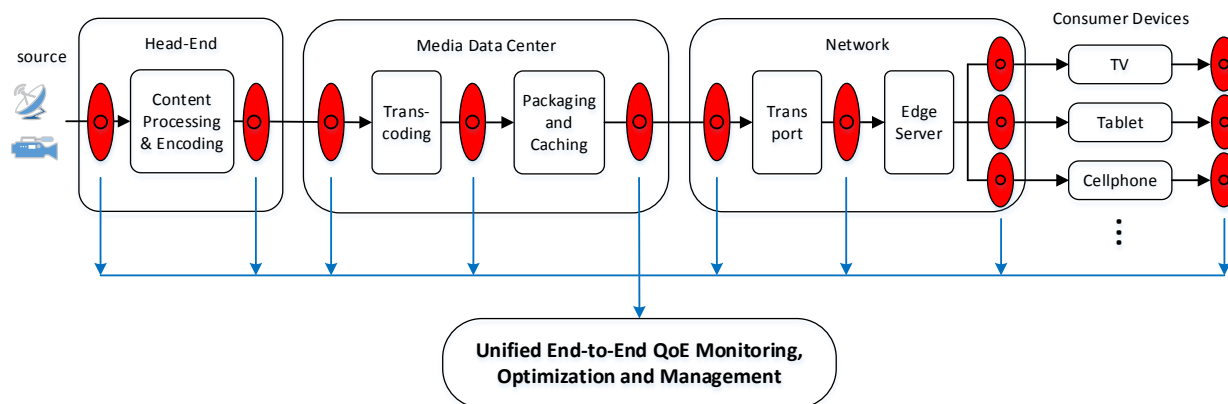 source
Head-End
Content
Processing
& Encoding
Media Data Center
Trans-
coding
Packaging
and
Caching
Network
Trans
port
Edge
Server
Consumer Devices
TV
Tablet
Cellphone
Unified End-to-End QoE Monitoring,
Optimization and Management